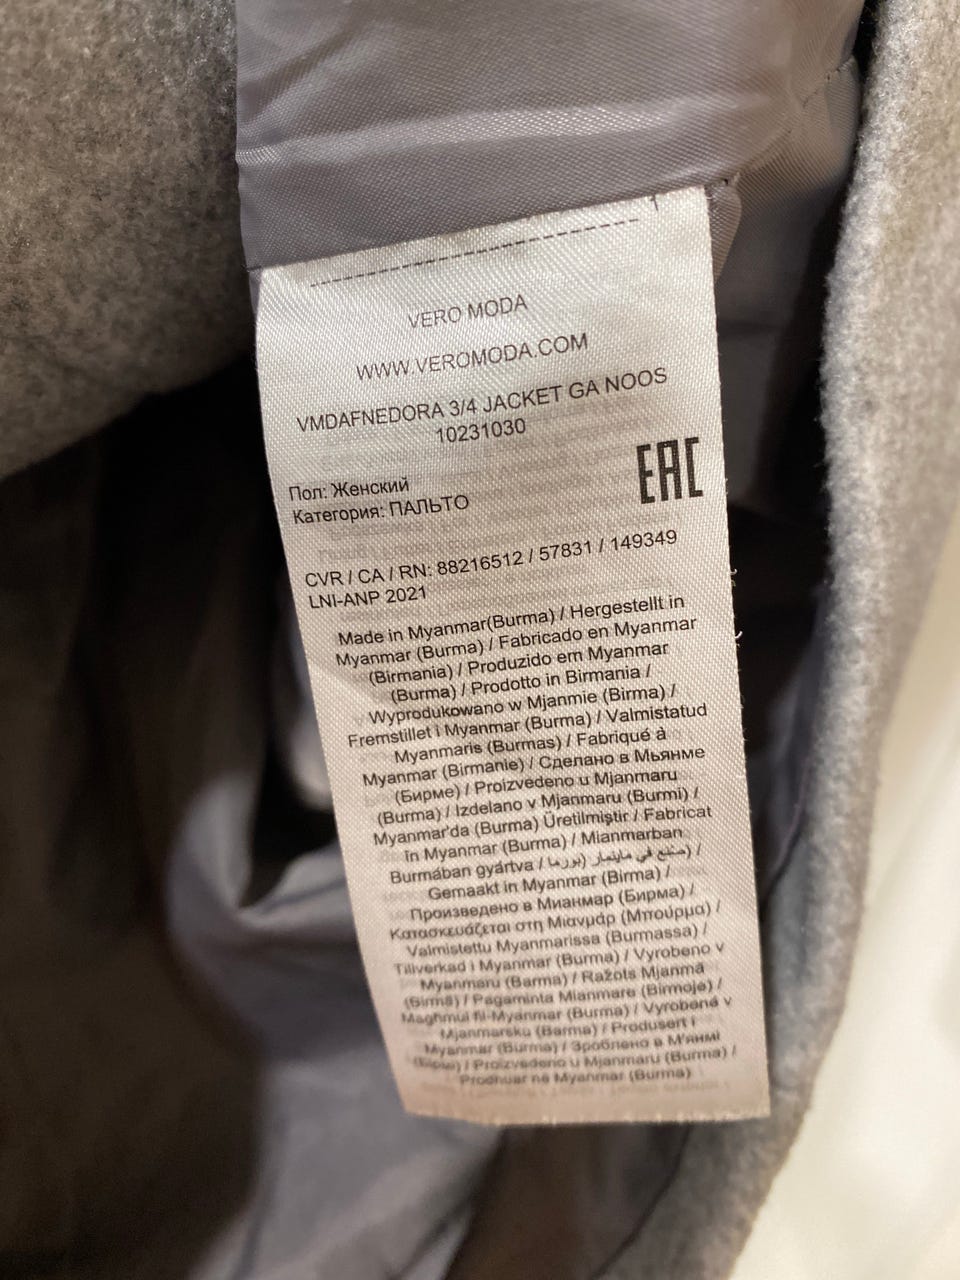 VERO MODA
WWW.VEROMODA.COM
VMDAFNEDORA 3/4 JACKET GA NOOS
10231030
EAC
Пол: Женский
Категория: ПАЛЬТО
CVR / CA / RN: 88216512 / 57831 / 149349
LNI-ANP 2021
Made in Myanmar(Burma) / Hergestellt in
Myanmar (Burma) / Fabricado en Myanmar
(Birmania) / Produzido em Myanmar
(Burma) / Prodotto in Birmania /
Wyprodukowano w Mjanmie (Birma) /
Fremstillet i Myanmar (Burma) / Valmistatud
Myanmaris (Burmas) / Fabriqué à
Myanmar (Birmanie) / Сделано в Мьянме
(Бирме) / Proizvedeno u Mjanmaru
(Burma) / Izdelano v Mjanmaru (Burmi) /
Myanmar'da (Burma) Üretilmiştir / Fabricat
în Myanmar (Burma) / Mianmarban
Burmában gyártva / صنع في ماينمار (بورما) /
Gemaakt in Myanmar (Birma) /
Произведено в Мианмар (Бирма) /
Κατασκευάζεται στη Μιανμάρ (Μπούρμα) /
Valmistettu Myanmarissa (Burmassa) /
Tillverkad i Myanmar (Burma) / Vyrobeno v
Myanmaru (Barma) / Ražots Mjanmā
(Birmā) / Pagaminta Mianmare (Birmoje) /
Magħmul fil-Myanmar (Burma) / Vyrobené v
Mjanmarsku (Barma) / Produsert i
Myanmar (Burma) / Зроблено в М'янмі
(Бірмі) / Proizvedeno u Mjanmaru (Burma) /
Prodhuar në Myanmar (Burma)